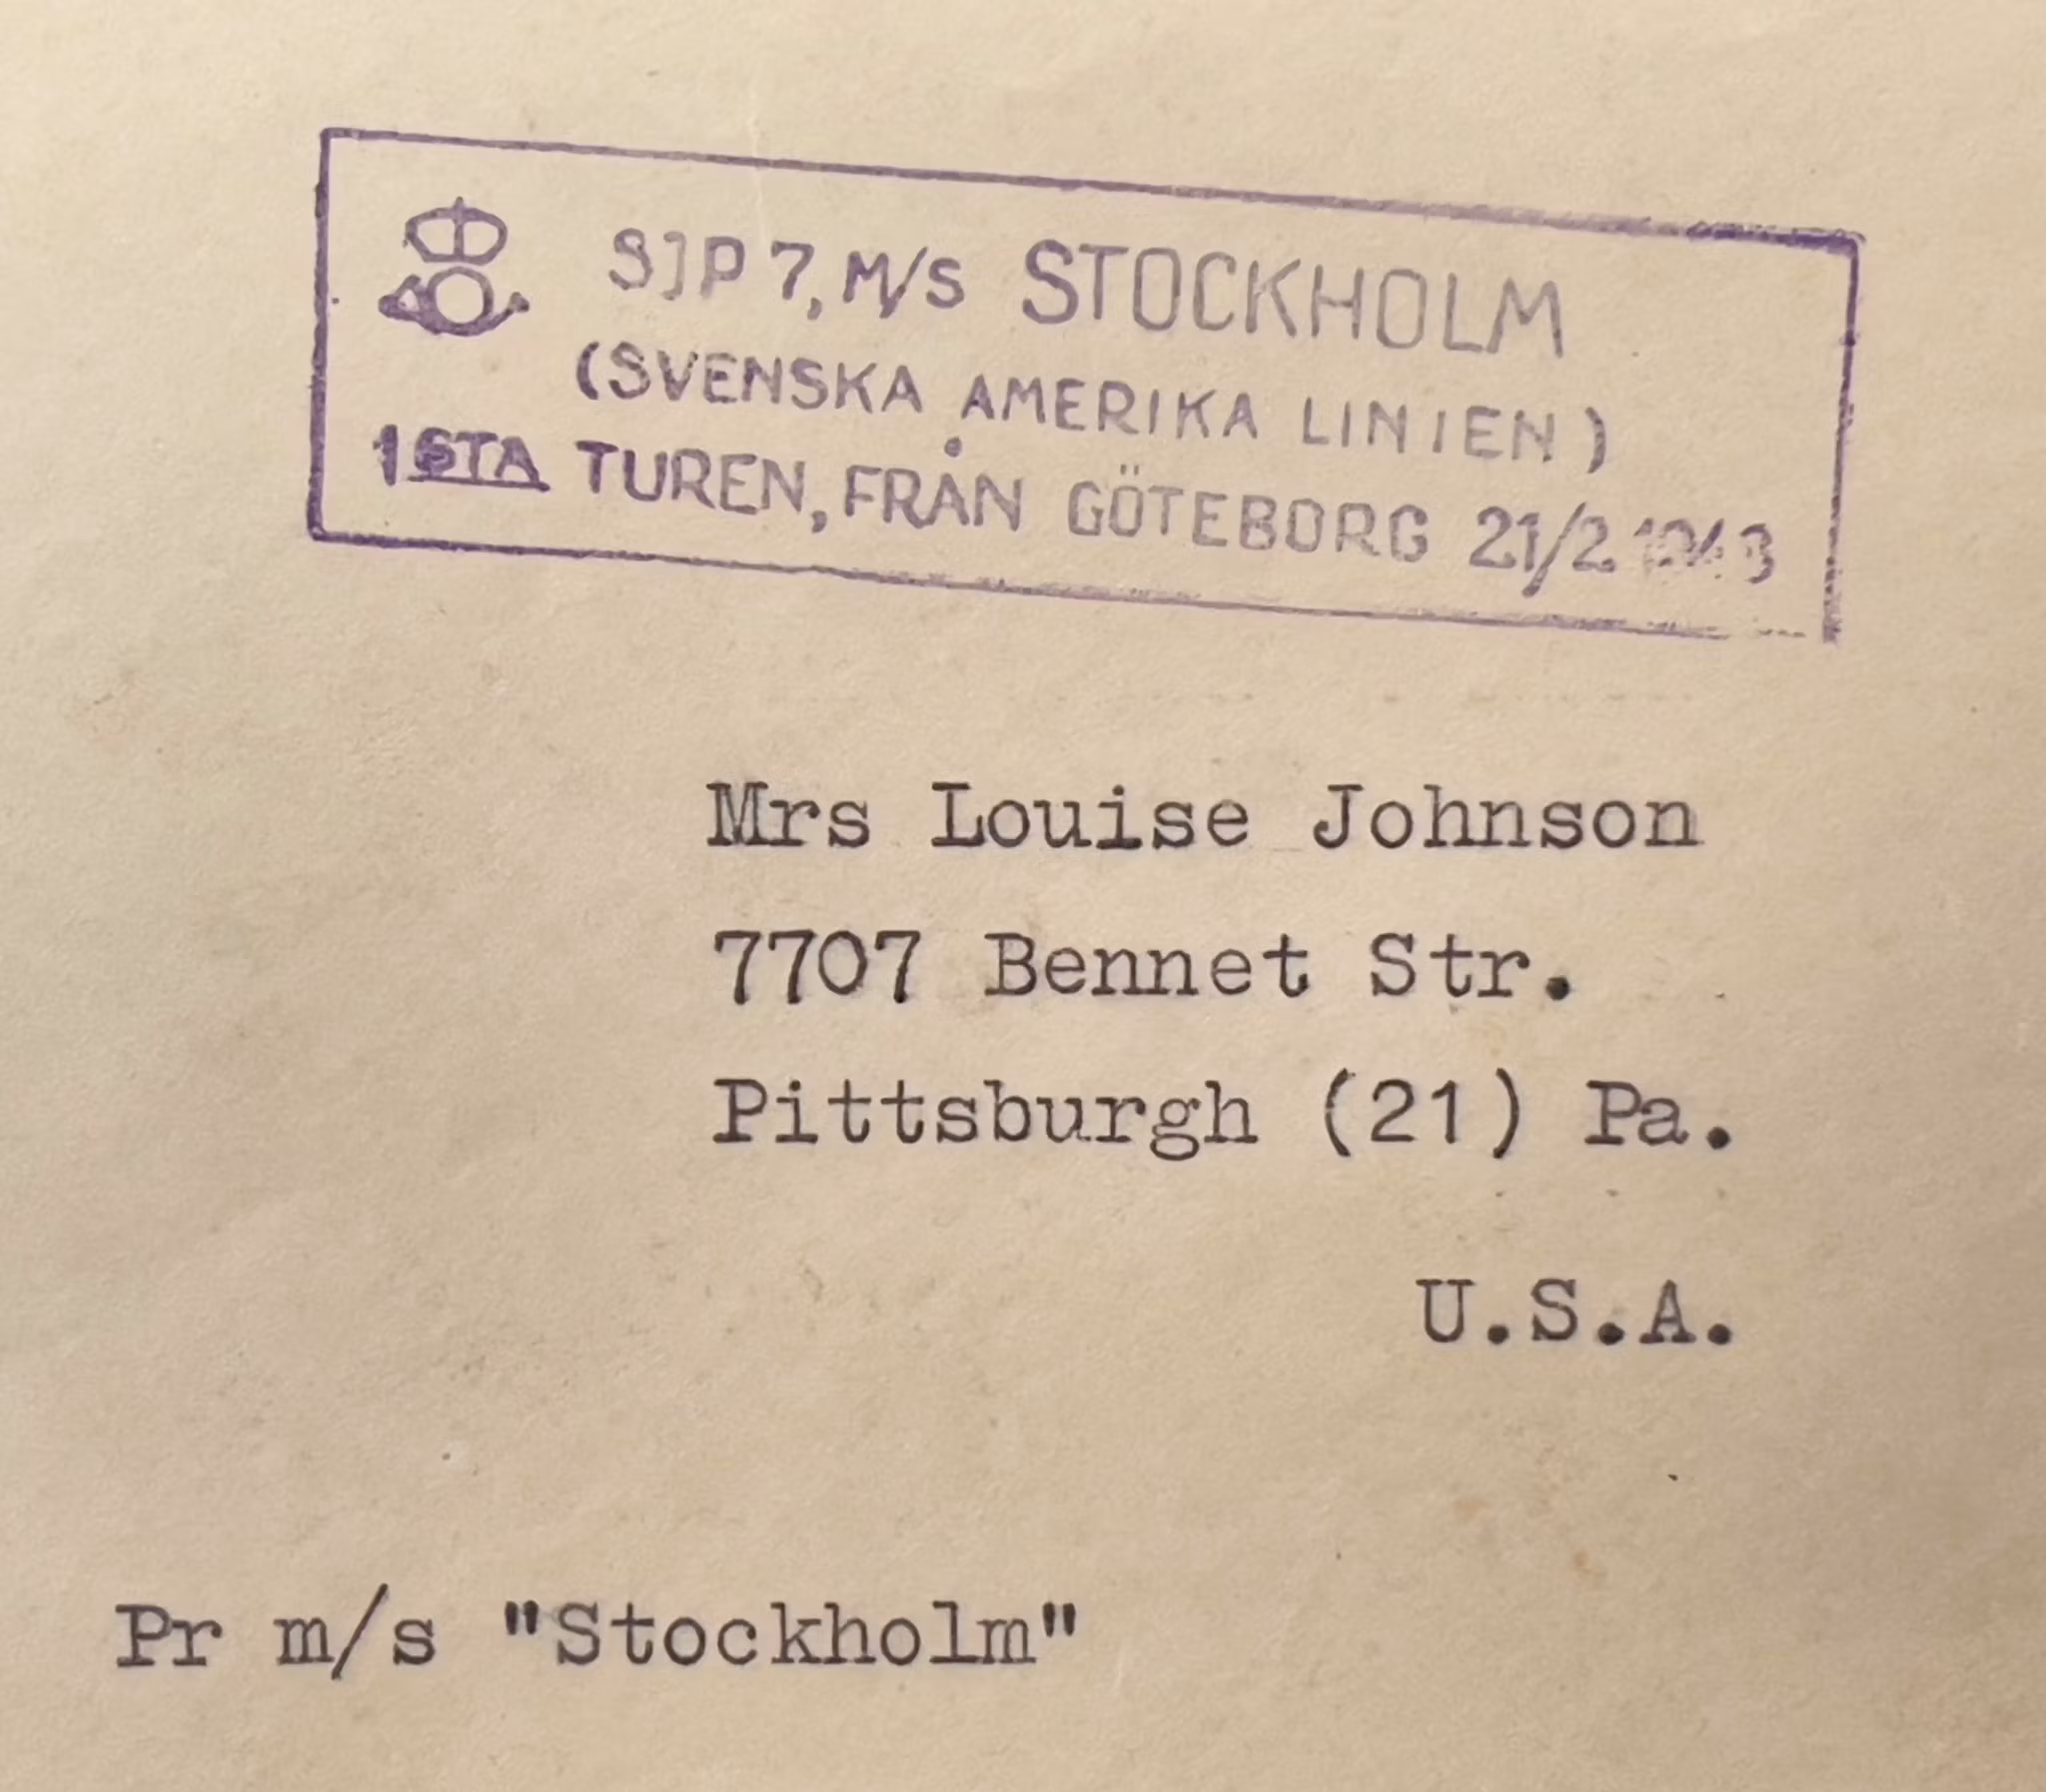 SJP 7, M/S STOCKHOLM
(SVENSKA AMERIKA LINIEN)
1STA TUREN, FRÅN GÖTEBORG 21/2
Mrs Louise Johnson
7707 Bennet Str.
Pittsburgh (21) Pa.
U.S.A.
Pr m/s "Stockholm"